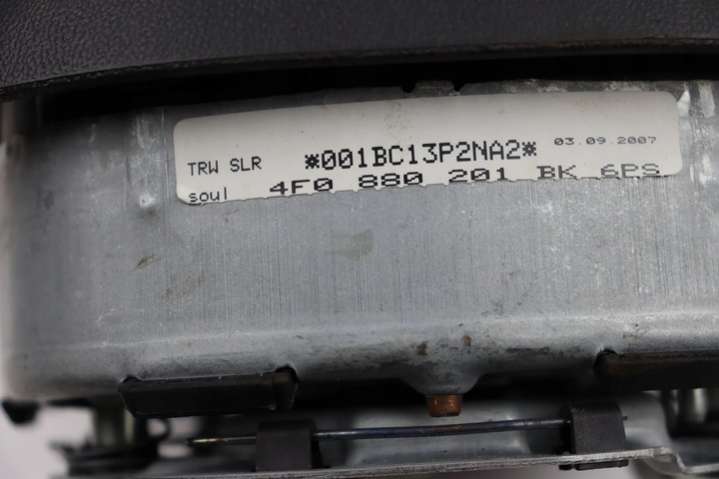 TRW SLR *001BC13P2NA2* 03.09.2007
soul 4F0 880 201 BK 6PS